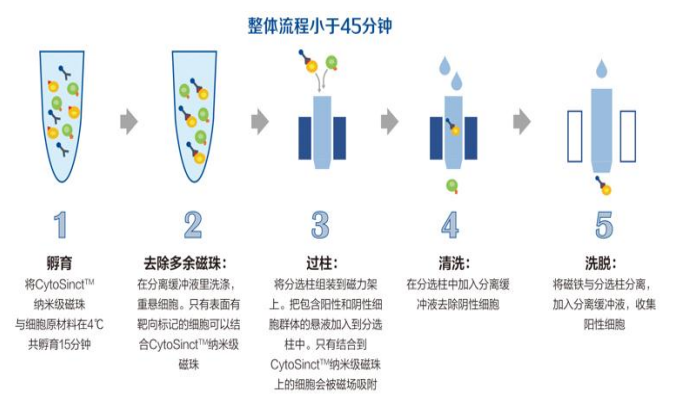 整体流程小于45分钟
1
孵育
将CytoSinct™
纳米级磁珠
与细胞原材料在4℃
共孵育15分钟
2
去除多余磁珠：
在分离缓冲液里洗涤，
重悬细胞。只有表面有
靶向标记的细胞可以结
合CytoSinct™纳米级
磁珠
3
过柱：
将分选柱组装到磁力架
上。把包含阳性和阴性细
胞群体的悬液加入到分选
柱中。只有结合到
CytoSinct™纳米级磁珠
上的细胞会被磁场吸附
4
清洗：
在分选柱中加入分离缓
冲液去除阴性细胞
5
洗脱：
将磁铁与分选柱分离，
加入分离缓冲液，收集
阳性细胞